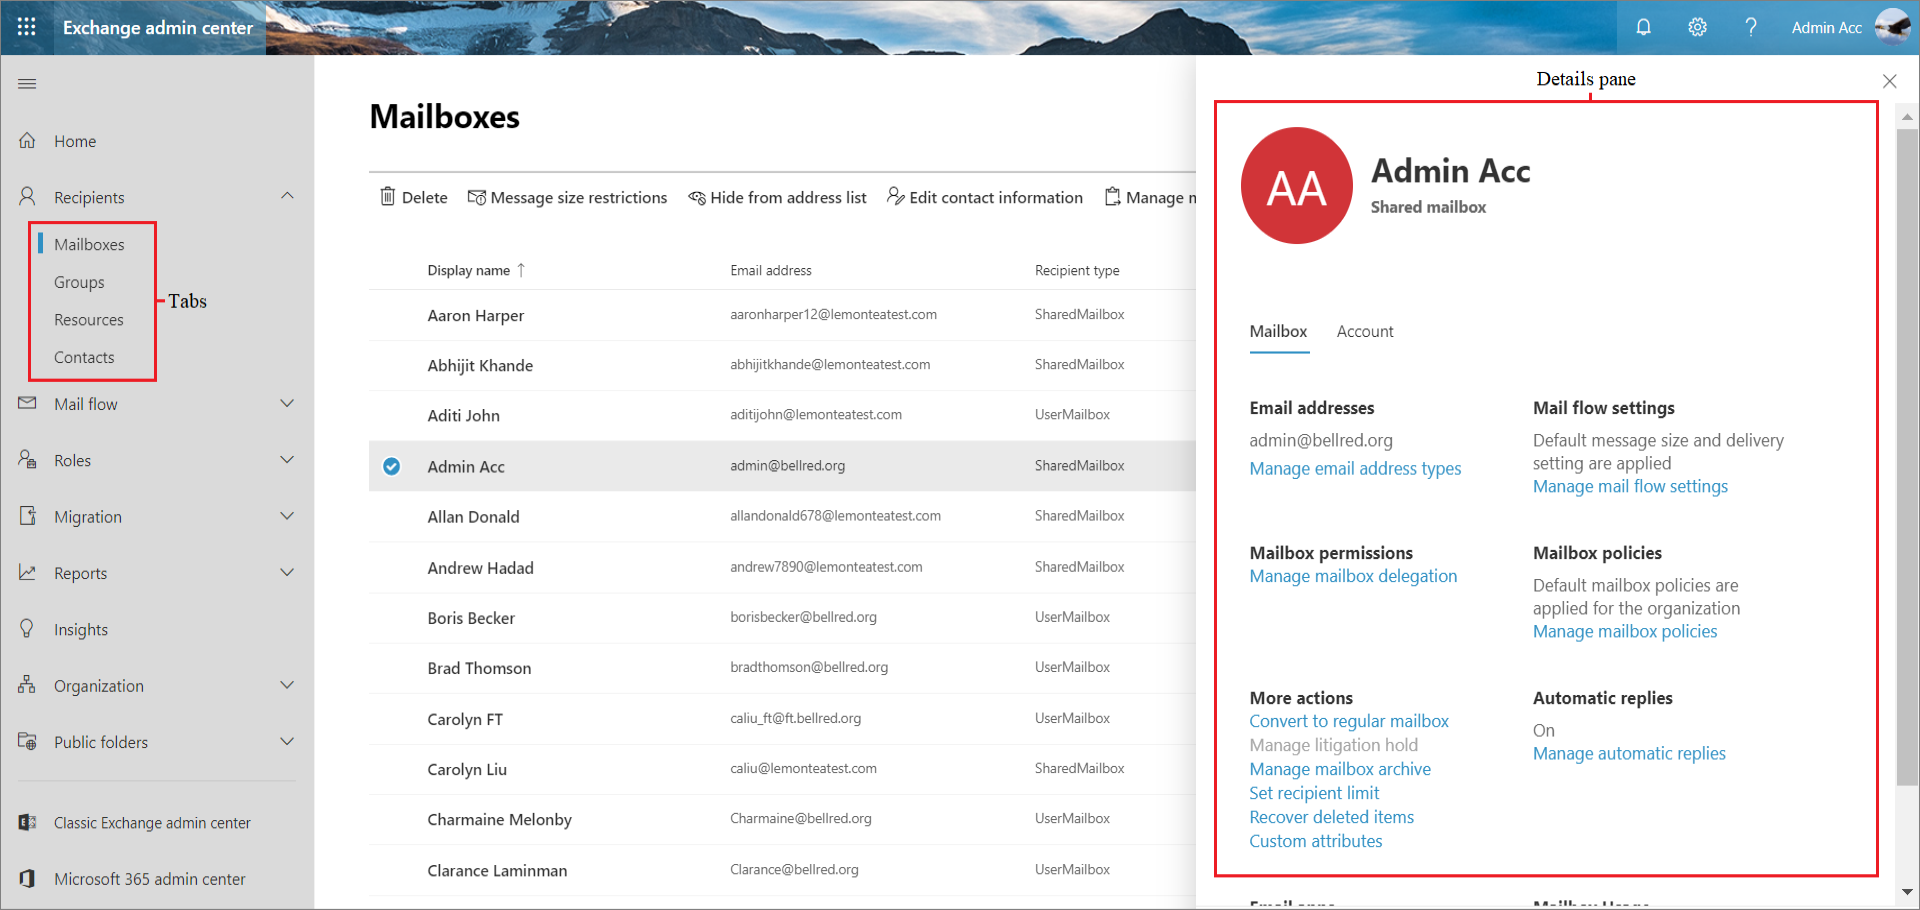 Exchange admin center
Admin Acc
Home
Recipients
Mailboxes
Groups
Resources
Contacts
Tabs
Mail flow
Roles
Migration
Reports
Insights
Organization
Public folders
Classic Exchange admin center
Microsoft 365 admin center
Mailboxes
Delete Message size restrictions Hide from address list Edit contact information Manage
Display name ↑ Email address Recipient type
Aaron Harper aaronharper12@lemonteatest.com SharedMailbox
Abhijit Khande abhijitkhande@lemonteatest.com SharedMailbox
Aditi John aditijohn@lemonteatest.com UserMailbox
Admin Acc admin@bellred.org SharedMailbox
Allan Donald allandonald678@lemonteatest.com SharedMailbox
Andrew Hadad andrew7890@lemonteatest.com SharedMailbox
Boris Becker borisbecker@bellred.org UserMailbox
Brad Thomson bradthomson@bellred.org UserMailbox
Carolyn FT caliu_ft@ft.bellred.org UserMailbox
Carolyn Liu caliu@lemonteatest.com SharedMailbox
Charmaine Melonby Charmaine@bellred.org UserMailbox
Clarance Laminman Clarance@bellred.org UserMailbox
Details pane
AA
Admin Acc
Shared mailbox
Mailbox Account
Email addresses
admin@bellred.org
Manage email address types
Mail flow settings
Default message size and delivery
setting are applied
Manage mail flow settings
Mailbox permissions
Manage mailbox delegation
Mailbox policies
Default mailbox policies are
applied for the organization
Manage mailbox policies
More actions
Convert to regular mailbox
Manage litigation hold
Manage mailbox archive
Set recipient limit
Recover deleted items
Custom attributes
Automatic replies
On
Manage automatic replies
Email apps
Mailbox Usage